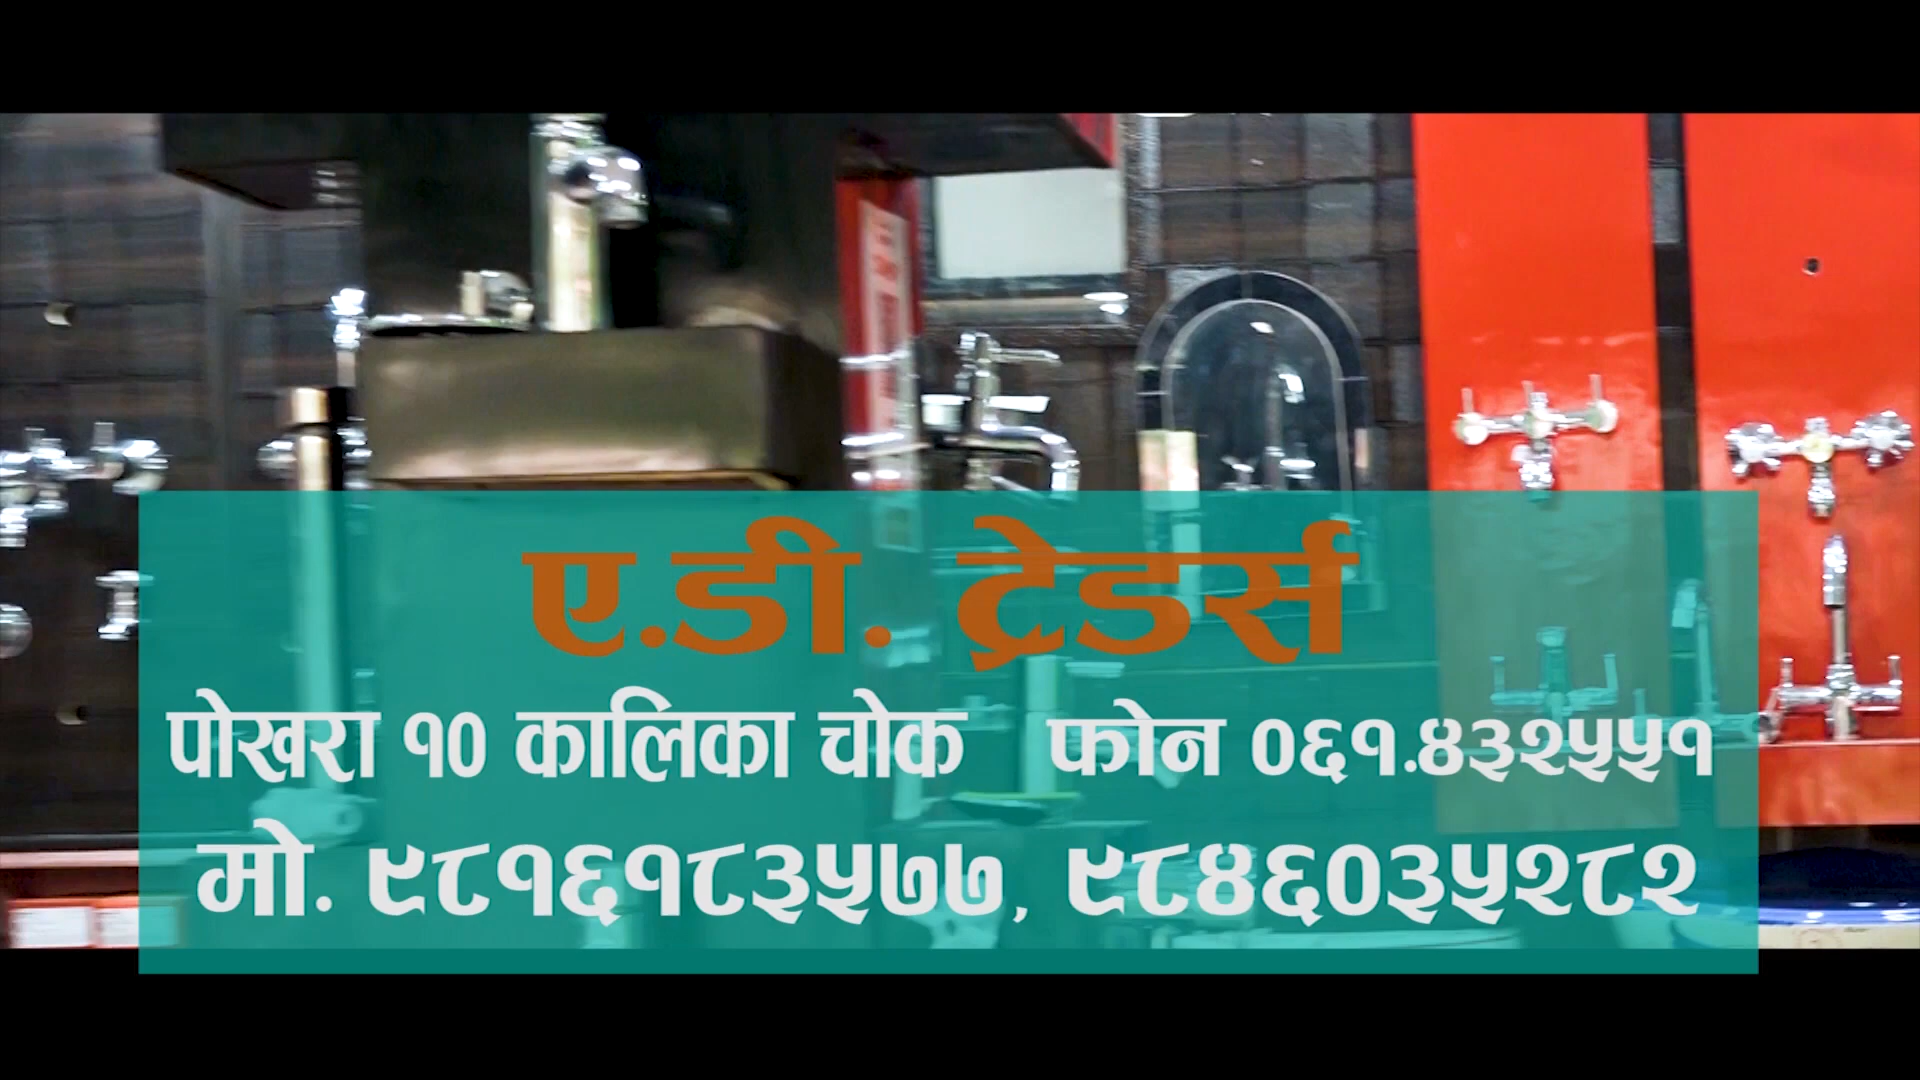 ए.डी. ट्रेडर्स
पोखरा १० कालिका चोक फोन ०६१.४३२५५१
मो. ९८१६१८३५७७, ९८४६०३५२८२